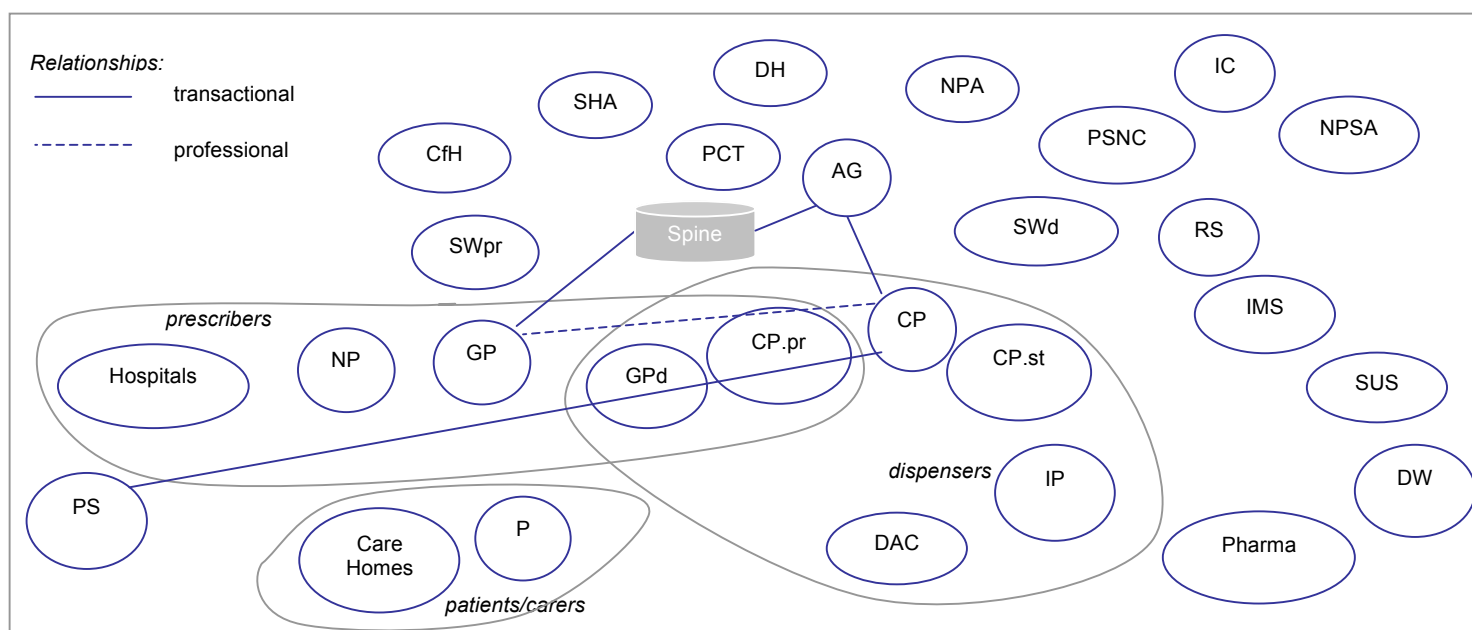 Relationships:
transactional
professional
DH
IC
SHA
NPA
NPSA
PSNC
CfH
PCT
AG
SWpr
Spine
SWd
RS
IMS
prescribers
CP
GP
NP
CP.pr
CP.st
Hospitals
GPd
SUS
dispensers
IP
DW
PS
P
DAC
Pharma
Care
Homes
patients/carers